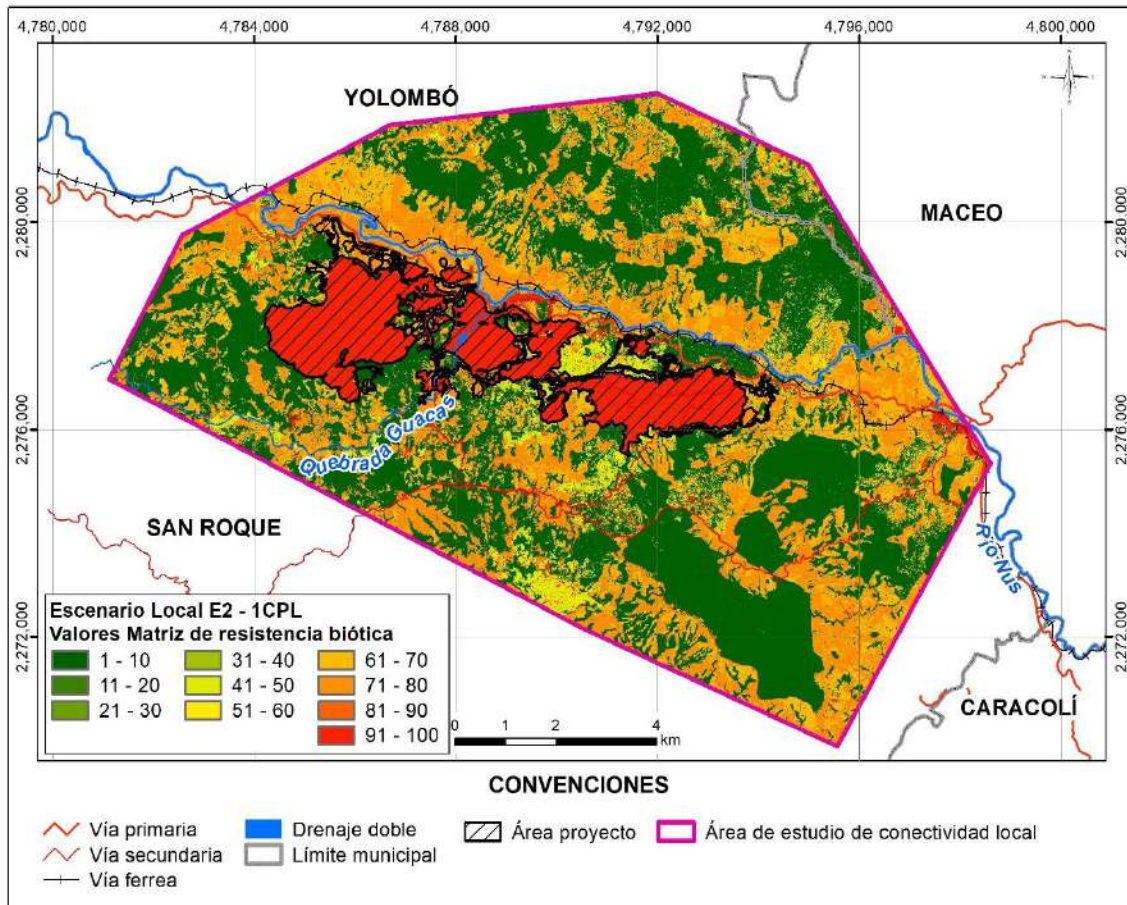 4,780,000 4,784,000 4,788,000 4,792,000 4,796,000 4,800,000
YOLOMBÓ
MACEO
2,280,000 2,280,000
2,276,000 2,276,000
Quebrada Guacas
SAN ROQUE
Río Nus
2,272,000 2,272,000
CARACOLÍ
Escenario Local E2 - 1CPL
Valores Matriz de resistencia biótica
1 - 10 31 - 40 61 - 70
11 - 20 41 - 50 71 - 80
21 - 30 51 - 60 81 - 90
91 - 100
0 1 2 4
km
CONVENCIONES
Vía primaria Drenaje doble Área proyecto Área de estudio de conectividad local
Vía secundaria Límite municipal
Vía ferrea